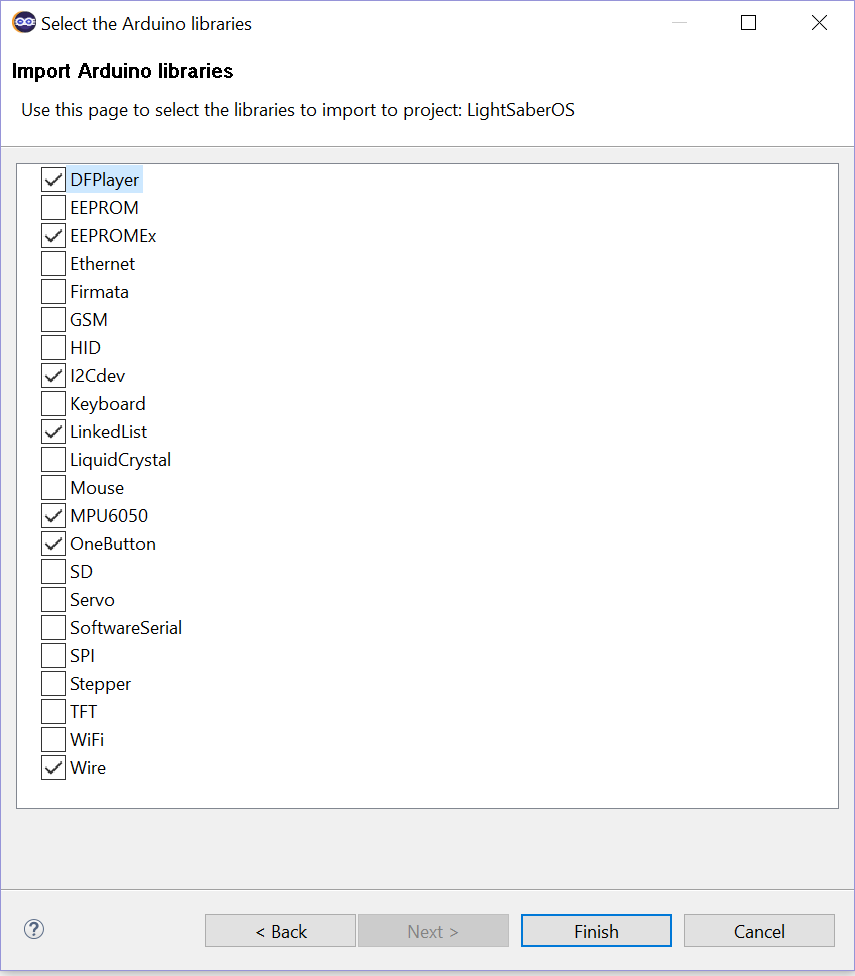 Select the Arduino libraries
Import Arduino libraries
Use this page to select the libraries to import to project: LightSaberOS
DFPlayer
EEPROM
EEPROMEx
Ethernet
Firmata
GSM
HID
I2Cdev
Keyboard
LinkedList
LiquidCrystal
Mouse
MPU6050
OneButton
SD
Servo
SoftwareSerial
SPI
Stepper
TFT
WiFi
Wire
? < Back Next > Finish Cancel